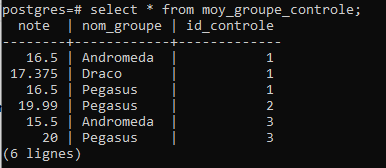 postgres=# select * from moy_groupe_controle;
note | nom_groupe | id_controle
--------+------------+-------------
16.5 | Andromeda | 1
17.375 | Draco | 1
16.5 | Pegasus | 1
19.99 | Pegasus | 2
15.5 | Andromeda | 3
20 | Pegasus | 3
(6 lignes)